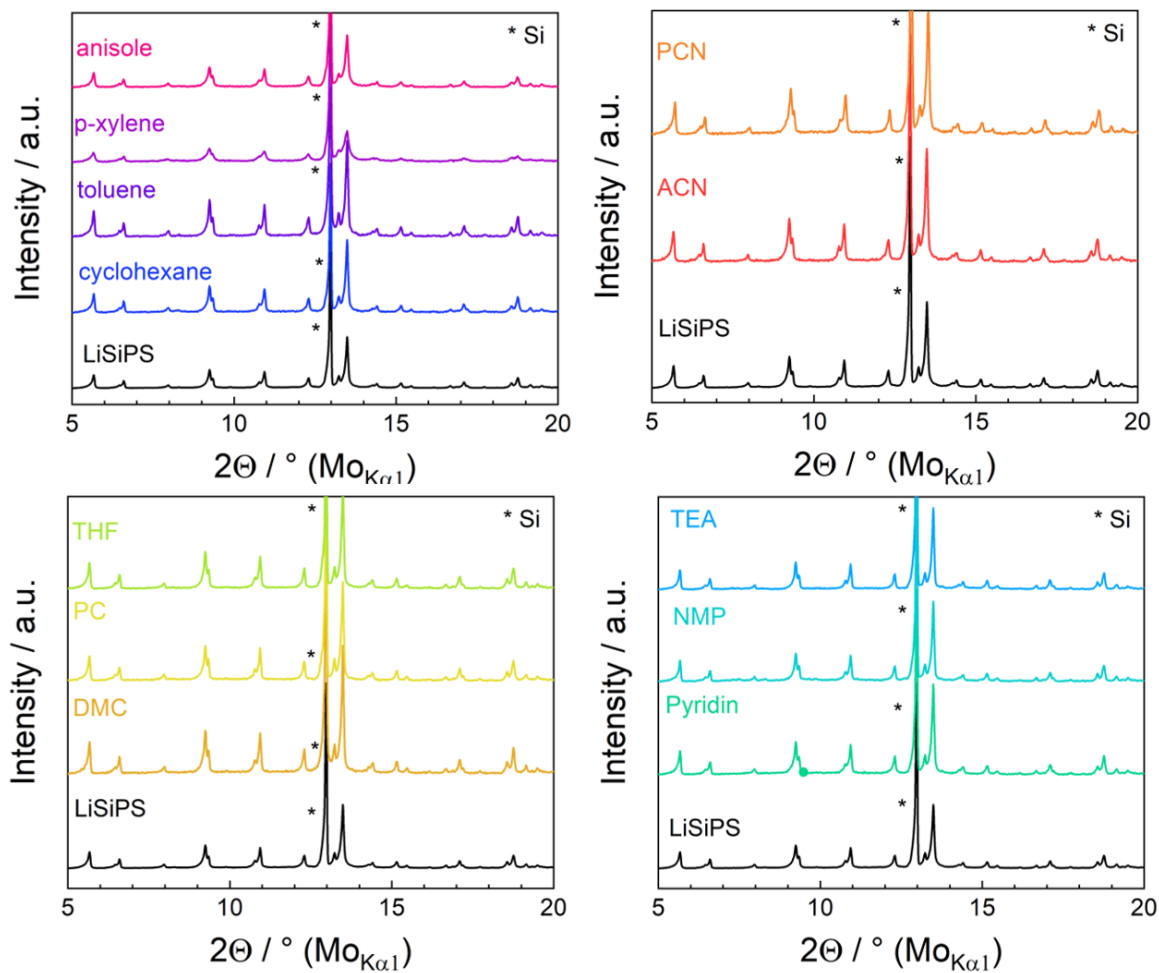 * Si
*
anisole
*
p-xylene
*
toluene
*
cyclohexane
*
LiSiPS
Intensity / a.u.
5 10 15 20
2Θ / ° (MoKα1)
* Si
*
PCN
*
ACN
*
LiSiPS
Intensity / a.u.
5 10 15 20
2Θ / ° (MoKα1)
* Si
*
THF
PC
*
DMC
*
LiSiPS
*
Intensity / a.u.
5 10 15 20
2Θ / ° (MoKα1)
* Si
*
TEA
NMP
*
Pyridin
*
LiSiPS
*
Intensity / a.u.
5 10 15 20
2Θ / ° (MoKα1)